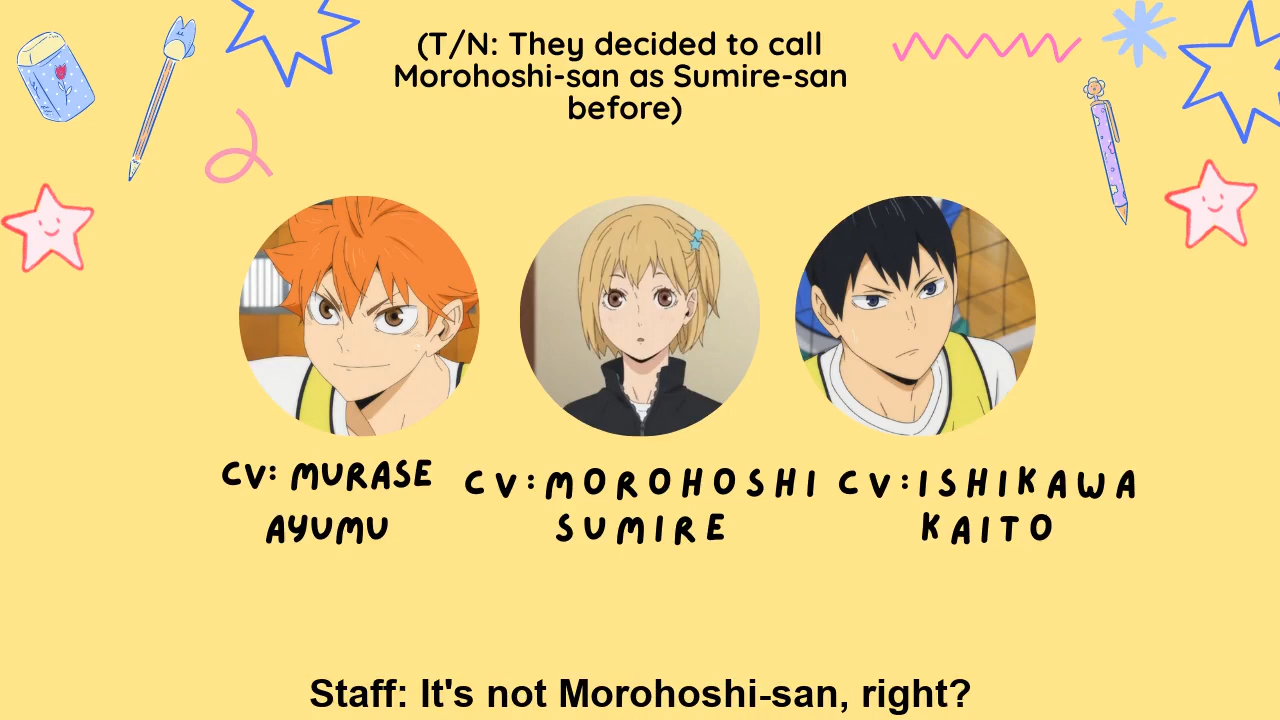 (T/N: They decided to call
Morohoshi-san as Sumire-san
before)
CV: MURASE
AYUMU
CV:MOROHOSHI
SUMIRE
CV:ISHIKAWA
KAITO
Staff: It's not Morohoshi-san, right?